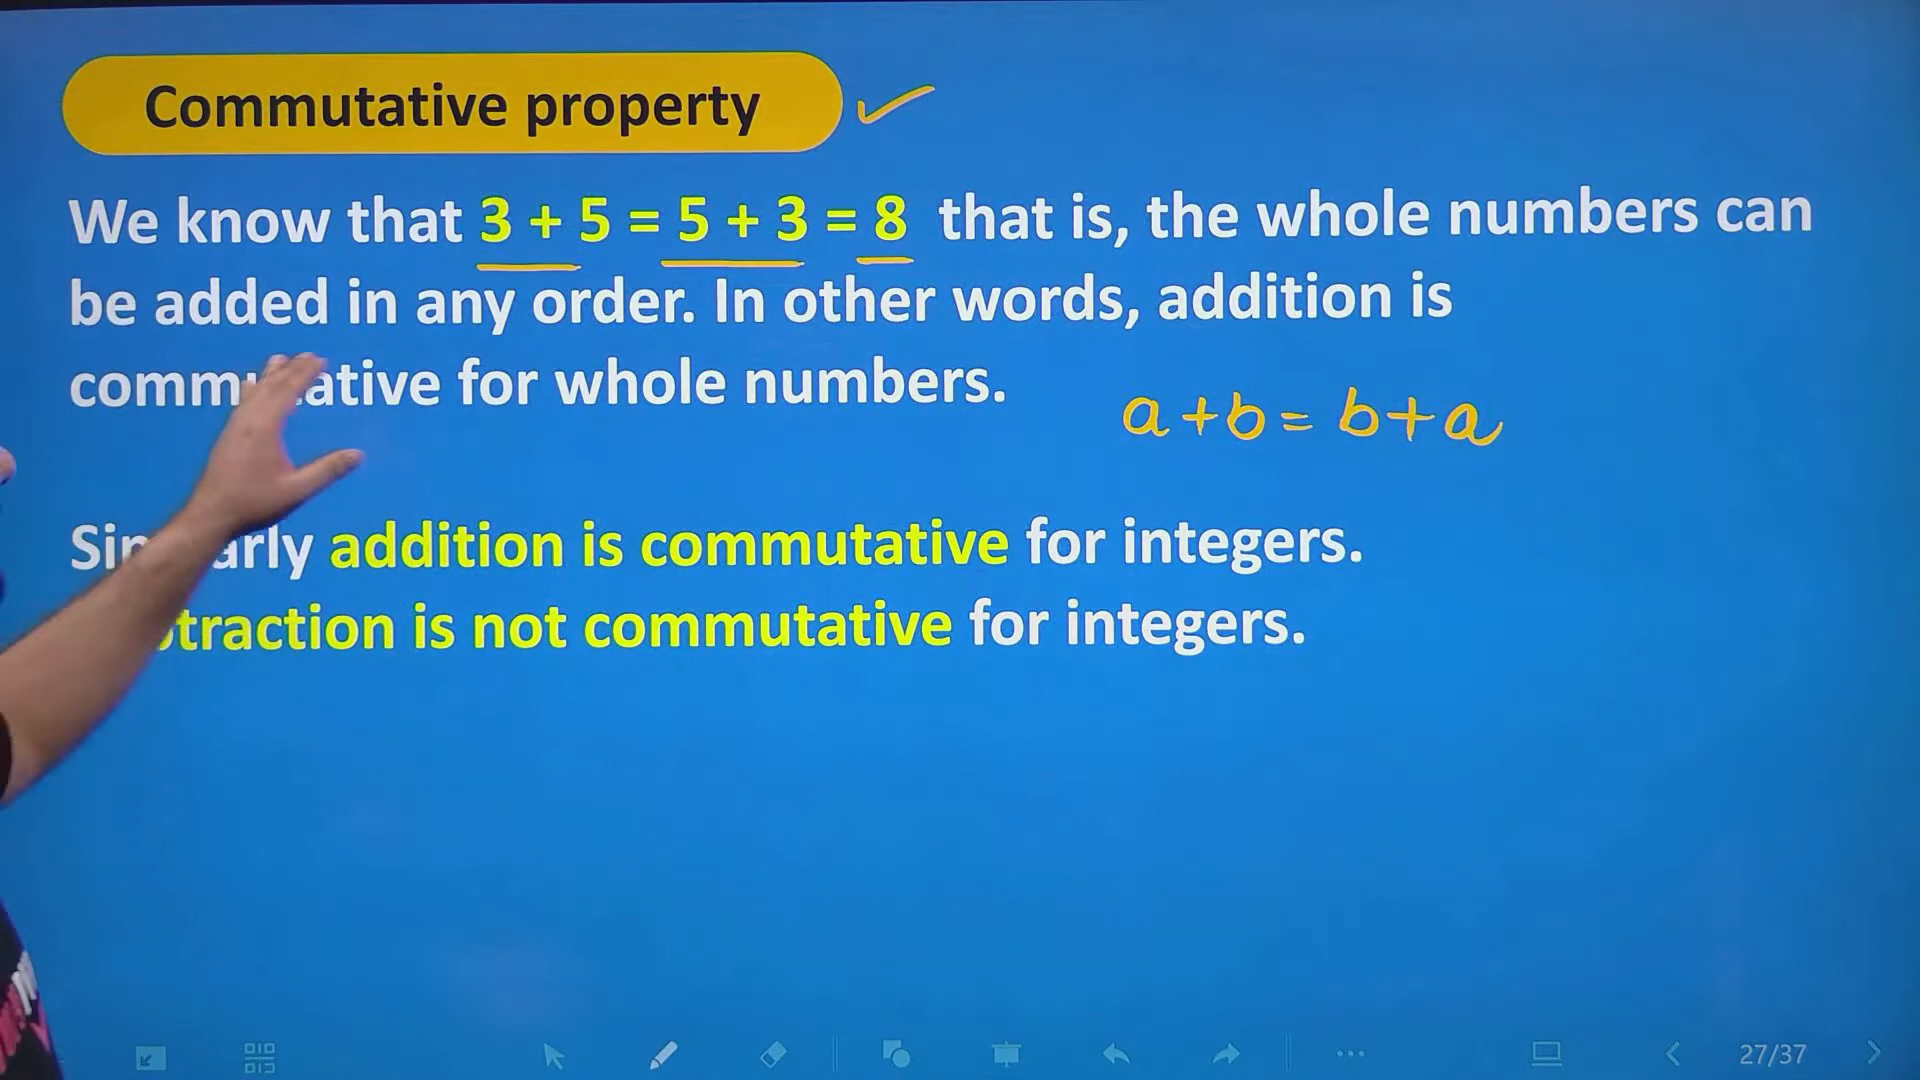 Commutative property
We know that 3 + 5 = 5 + 3 = 8 that is, the whole numbers can
be added in any order. In other words, addition is
commutative for whole numbers.
a + b = b + a
Similarly addition is commutative for integers.
traction is not commutative for integers.
27/37